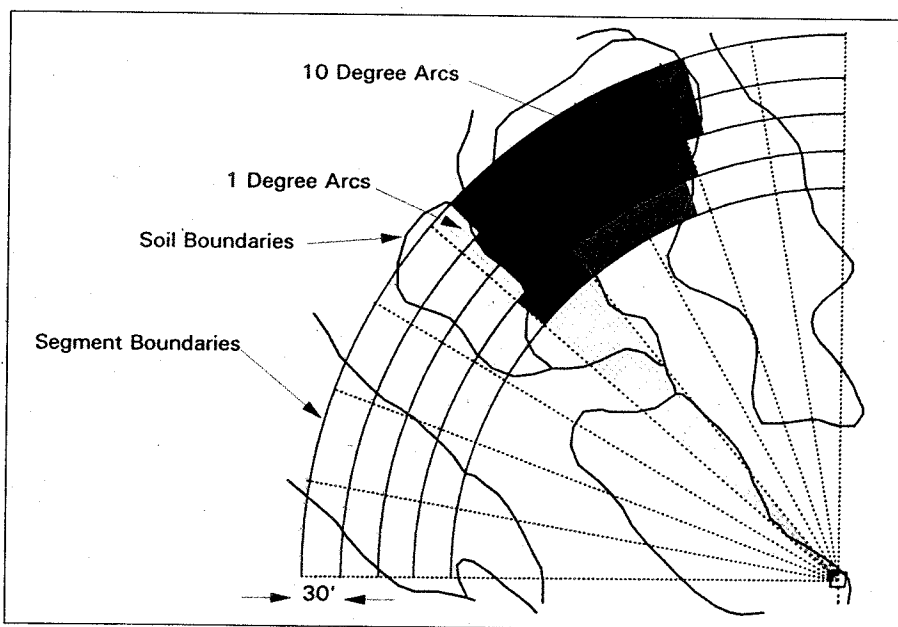 10 Degree Arcs
1 Degree Arcs
Soil Boundaries
Segment Boundaries
30'